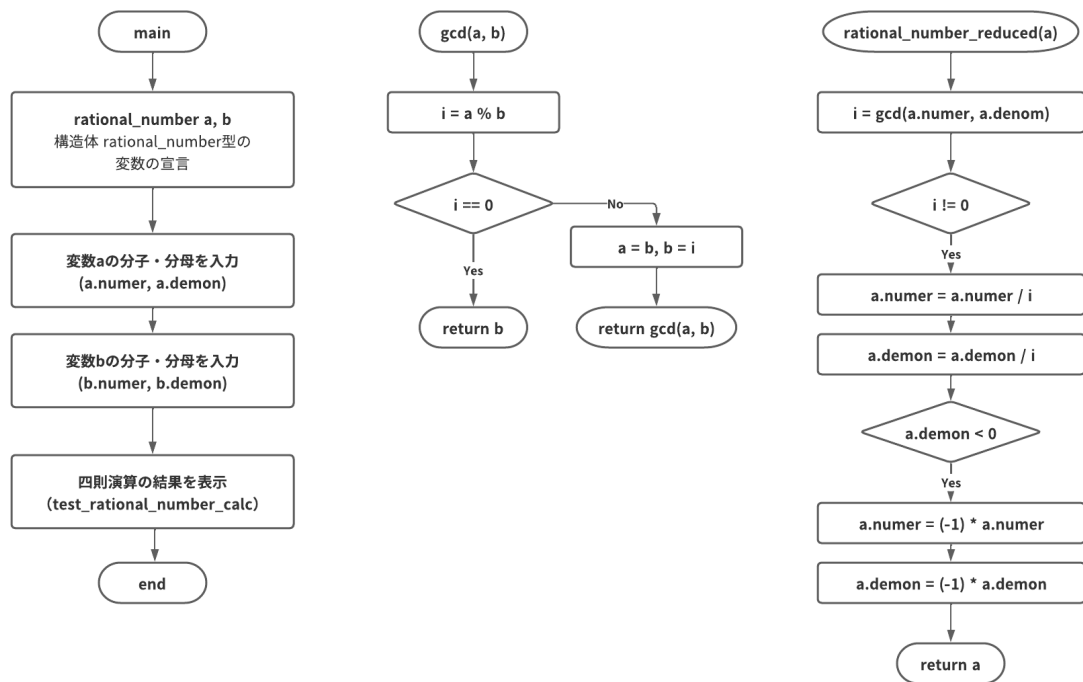 main
rational_number a, b
構造体 rational_number型の
変数の宣言
変数aの分子・分母を入力
(a.numer, a.demon)
変数bの分子・分母を入力
(b.numer, b.demon)
四則演算の結果を表示
（test_rational_number_calc）
end
gcd(a, b)
i = a % b
i == 0
No
a = b, b = i
Yes
return b
return gcd(a, b)
rational_number_reduced(a)
i = gcd(a.numer, a.denom)
i != 0
Yes
a.numer = a.numer / i
a.demon = a.demon / i
a.demon < 0
Yes
a.numer = (-1) * a.numer
a.demon = (-1) * a.demon
return a